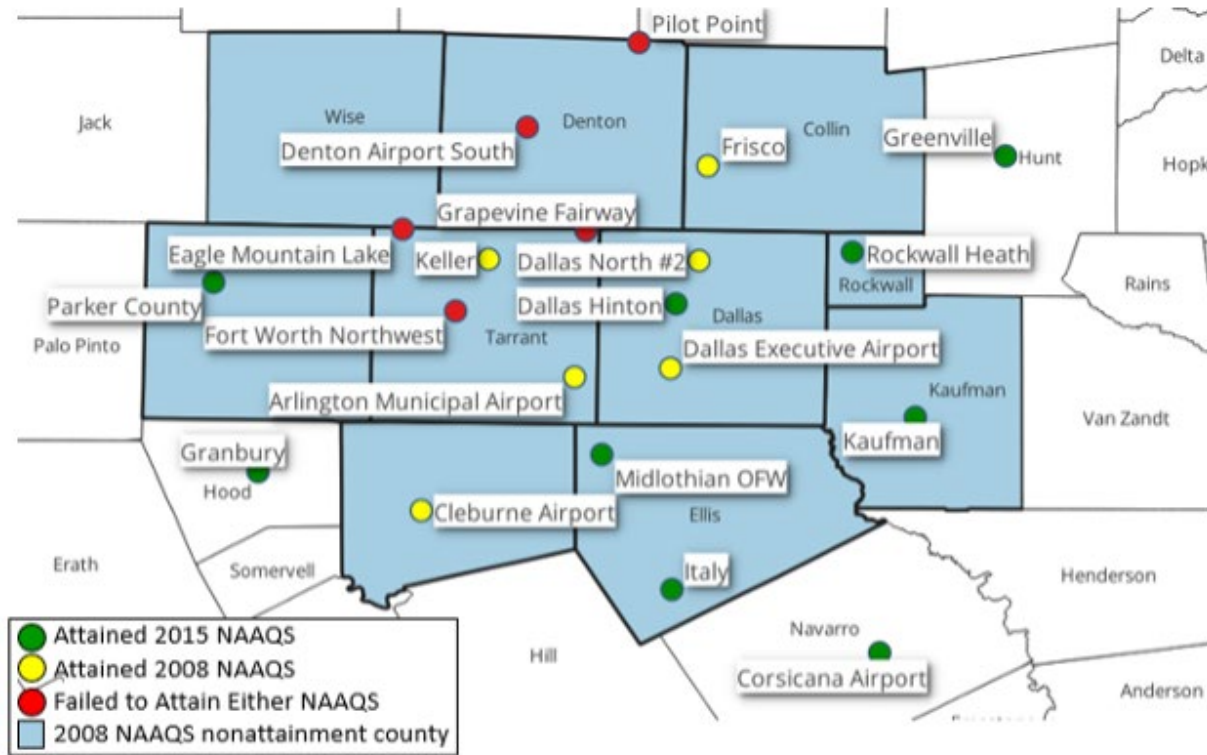 Pilot Point
Delta
Jack
Wise
Denton
Collin
Greenville
Denton Airport South
Frisco
Hunt
Grapevine Fairway
Eagle Mountain Lake
Keller
Dallas North #2
Rockwall Heath
Rockwall
Rains
Parker County
Dallas Hinton
Dallas
Fort Worth Northwest
Tarrant
Palo Pinto
Dallas Executive Airport
Arlington Municipal Airport
Kaufman
Kaufman
Van Zandt
Granbury
Hood
Midlothian OFW
Cleburne Airport
Ellis
Erath
Somervell
Italy
Henderson
Attained 2015 NAAQS
Attained 2008 NAAQS
Failed to Attain Either NAAQS
2008 NAAQS nonattainment county
Hill
Navarro
Corsicana Airport
Anderson